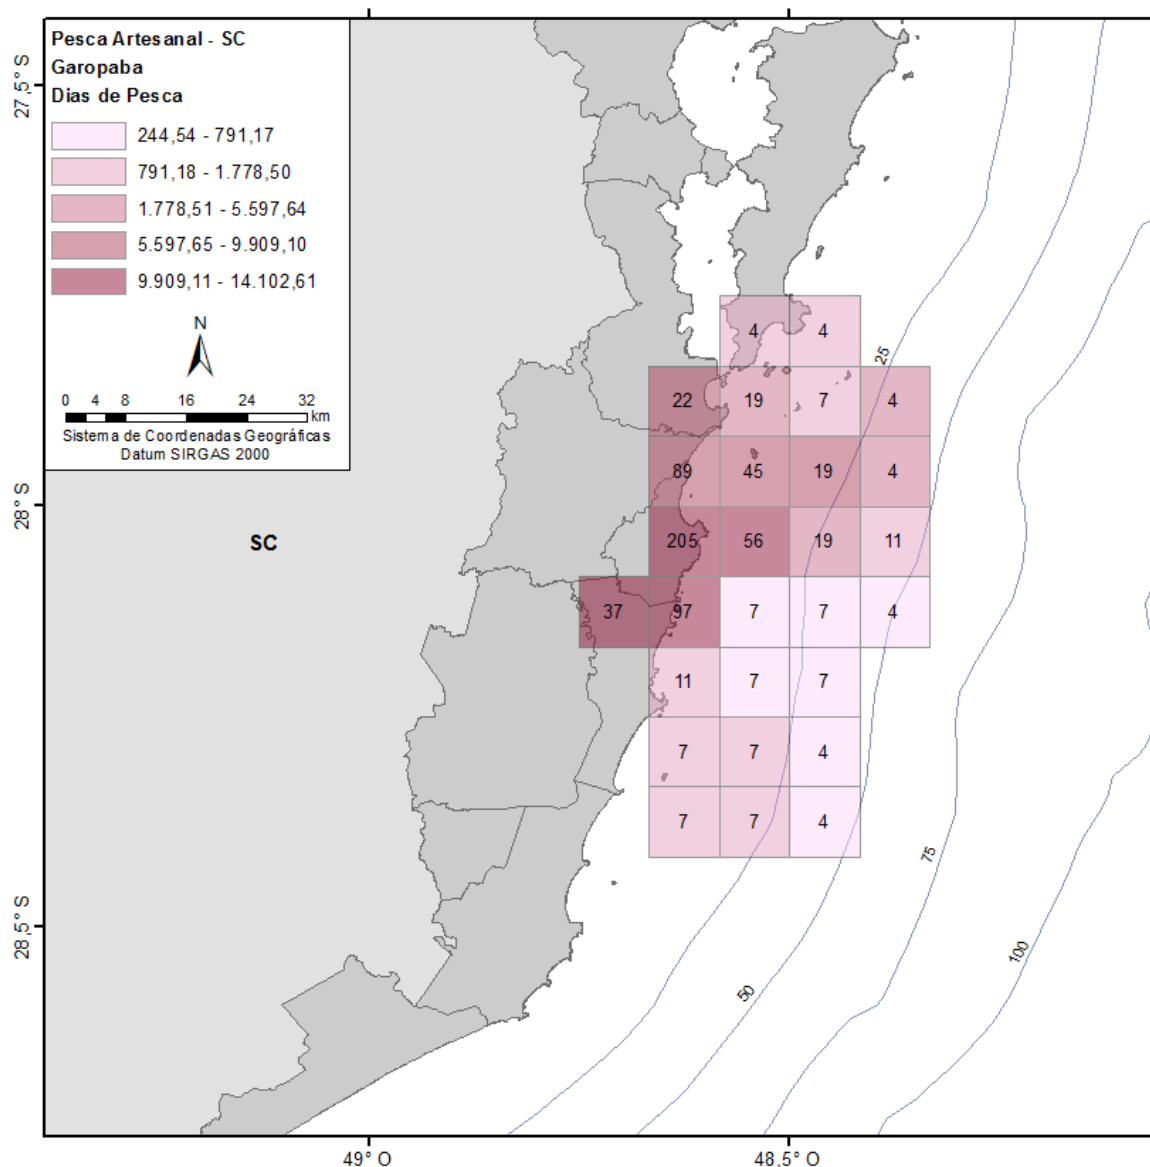 Pesca Artesanal - SC
Garopaba
Dias de Pesca
244,54 - 791,17
791,18 - 1.778,50
1.778,51 - 5.597,64
5.597,65 - 9.909,10
9.909,11 - 14.102,61
N
0 4 8 16 24 32
km
Sistema de Coordenadas Geográficas
Datum SIRGAS 2000
27,5° S
28° S
28,5° S
SC
4 4
25
22 19 7 4
89 45 19 4
205 56 19 11
37 97 7 7 4
11 7 7
7 7 4
7 7 4
75
100
50
49° O
48,5° O